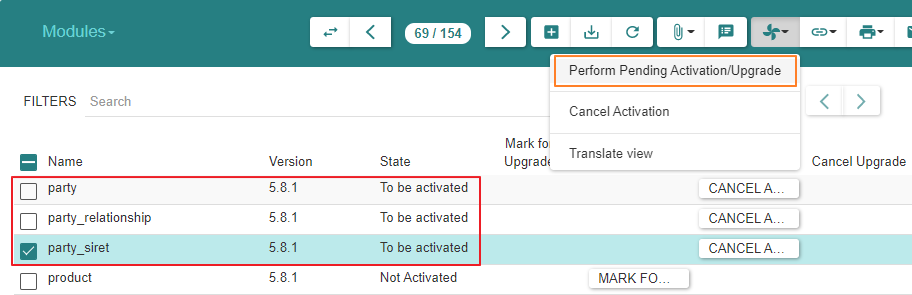 Modules
69 / 154
Perform Pending Activation/Upgrade
Cancel Activation
Translate view
FILTERS Search
Name Version State Mark fo Upgrade Cancel Upgrade
party 5.8.1 To be activated CANCEL A...
party_relationship 5.8.1 To be activated CANCEL A...
party_siret 5.8.1 To be activated CANCEL A...
product 5.8.1 Not Activated MARK FO...